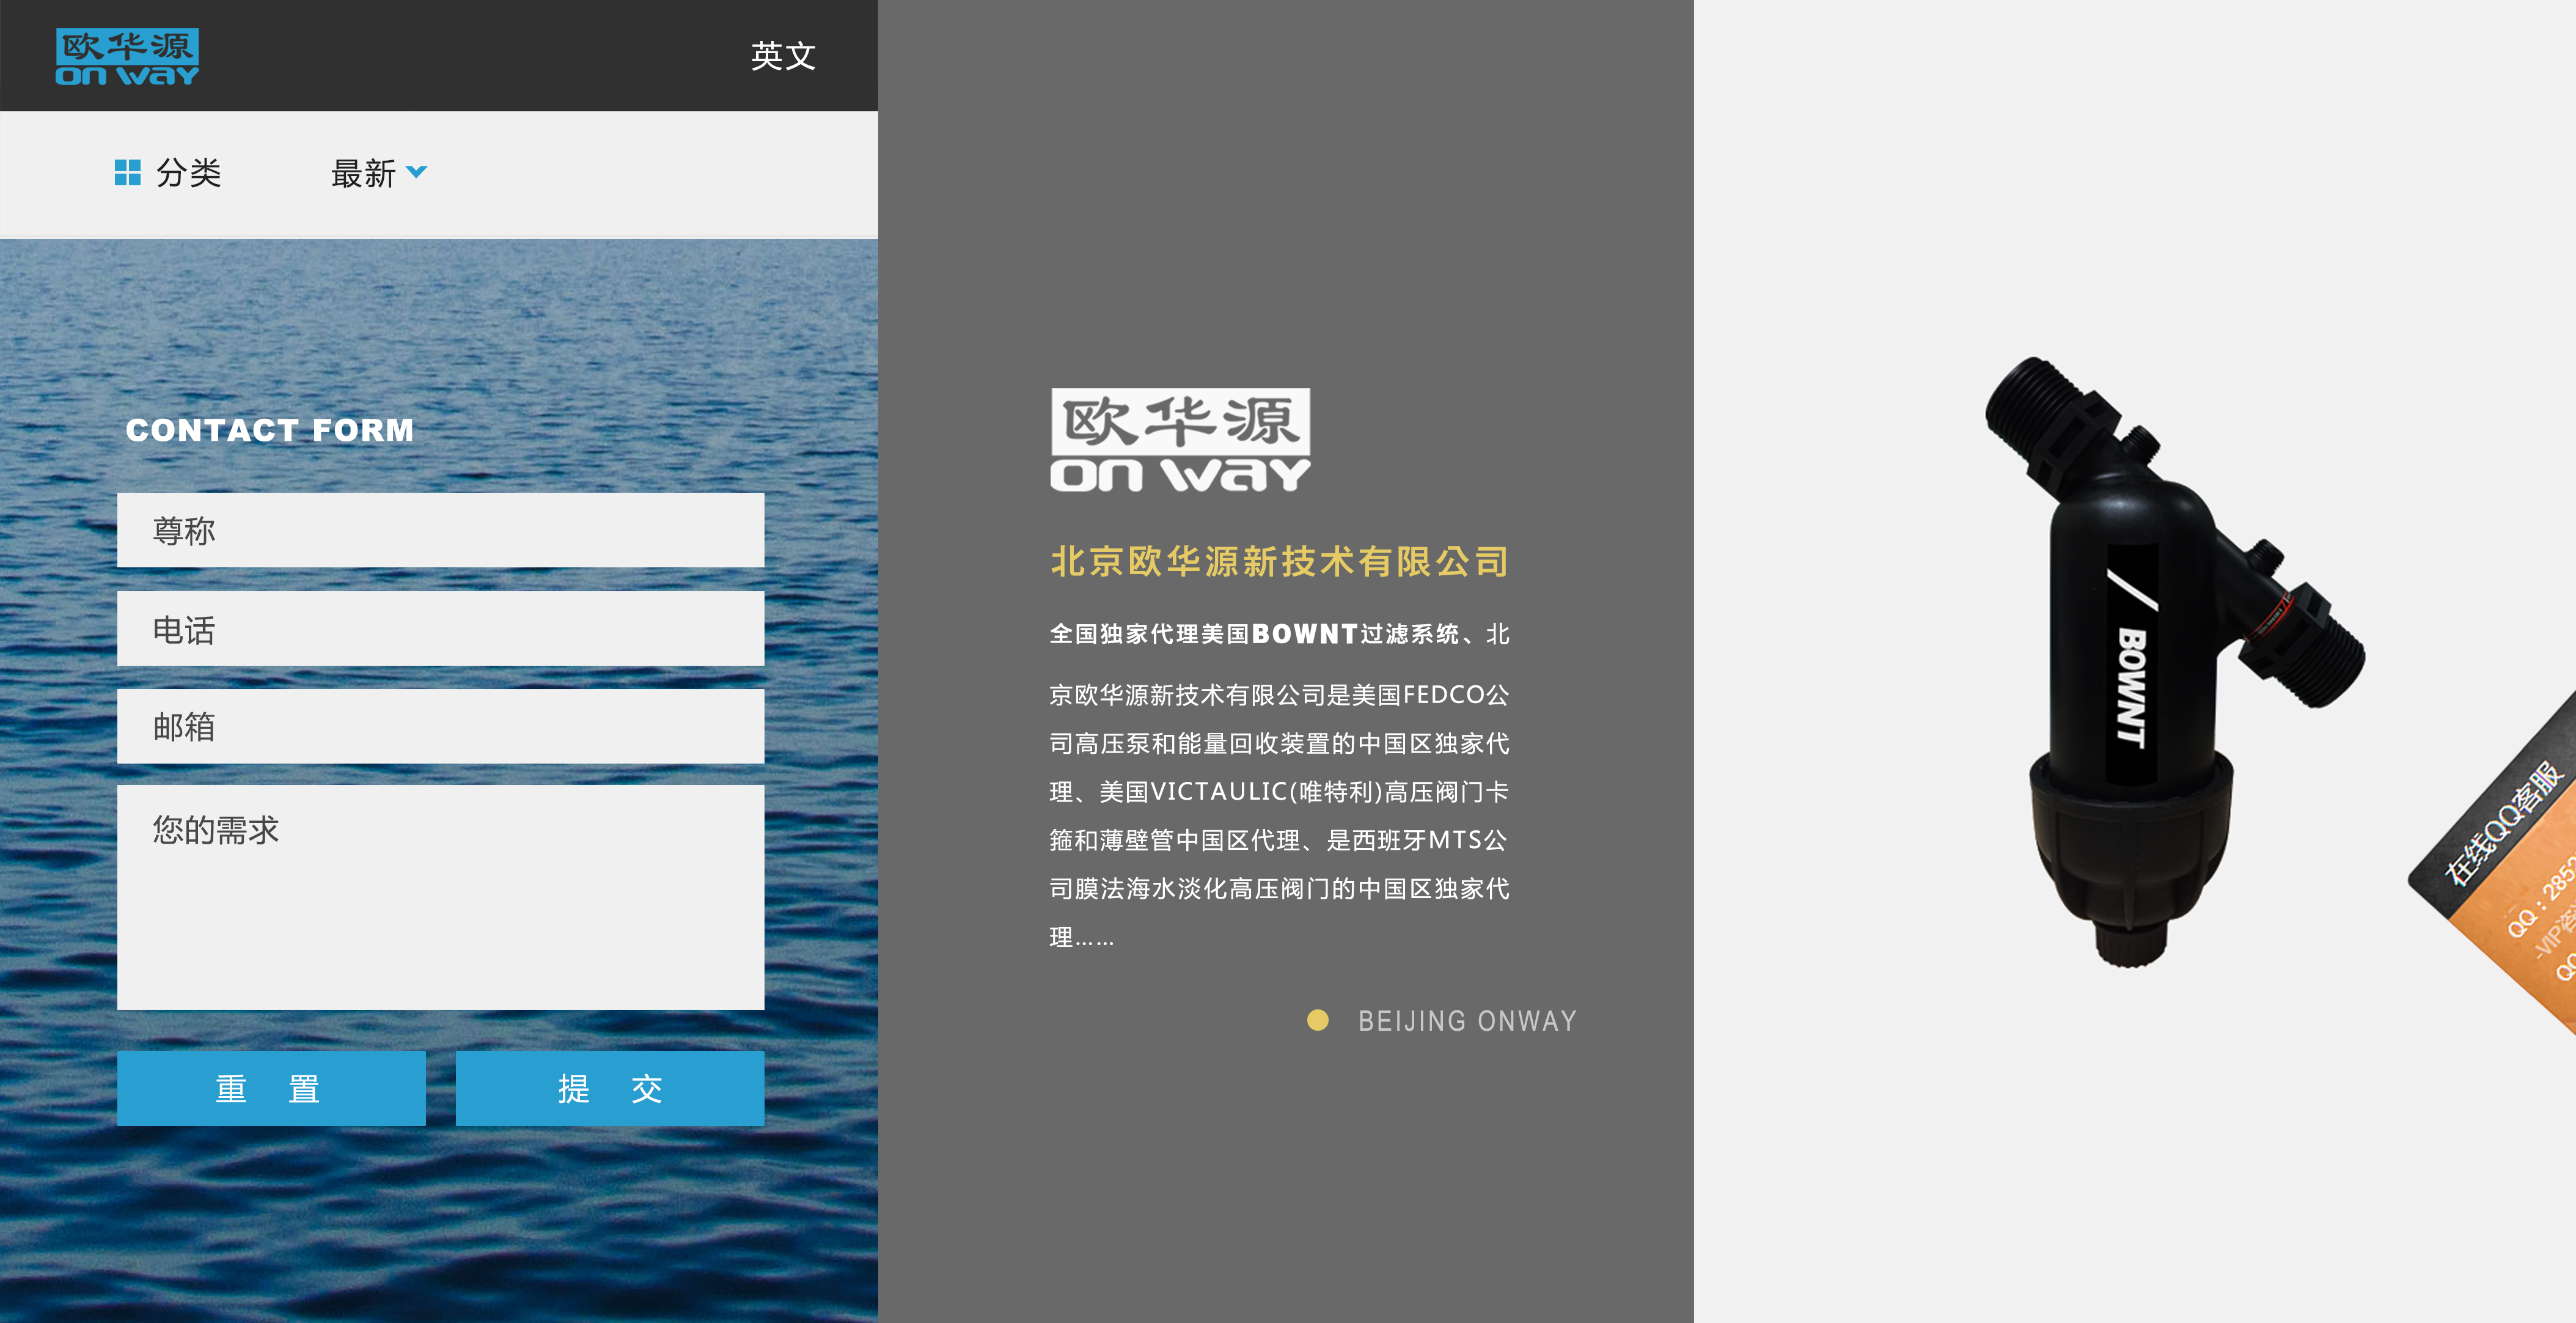 欧华源
on way
英文
分类
最新
CONTACT FORM
尊称
电话
邮箱
您的需求
重 置
提 交
欧华源
on way
北京欧华源新技术有限公司
全国独家代理美国BOWNT过滤系统、北
京欧华源新技术有限公司是美国FEDCO公
司高压泵和能量回收装置的中国区独家代
理、美国VICTAULIC(唯特利)高压阀门卡
箍和薄壁管中国区代理、是西班牙MTS公
司膜法海水淡化高压阀门的中国区独家代
理……
BEIJING ONWAY
BOWNT
在线QQ客服
QQ：2852
-VIP咨